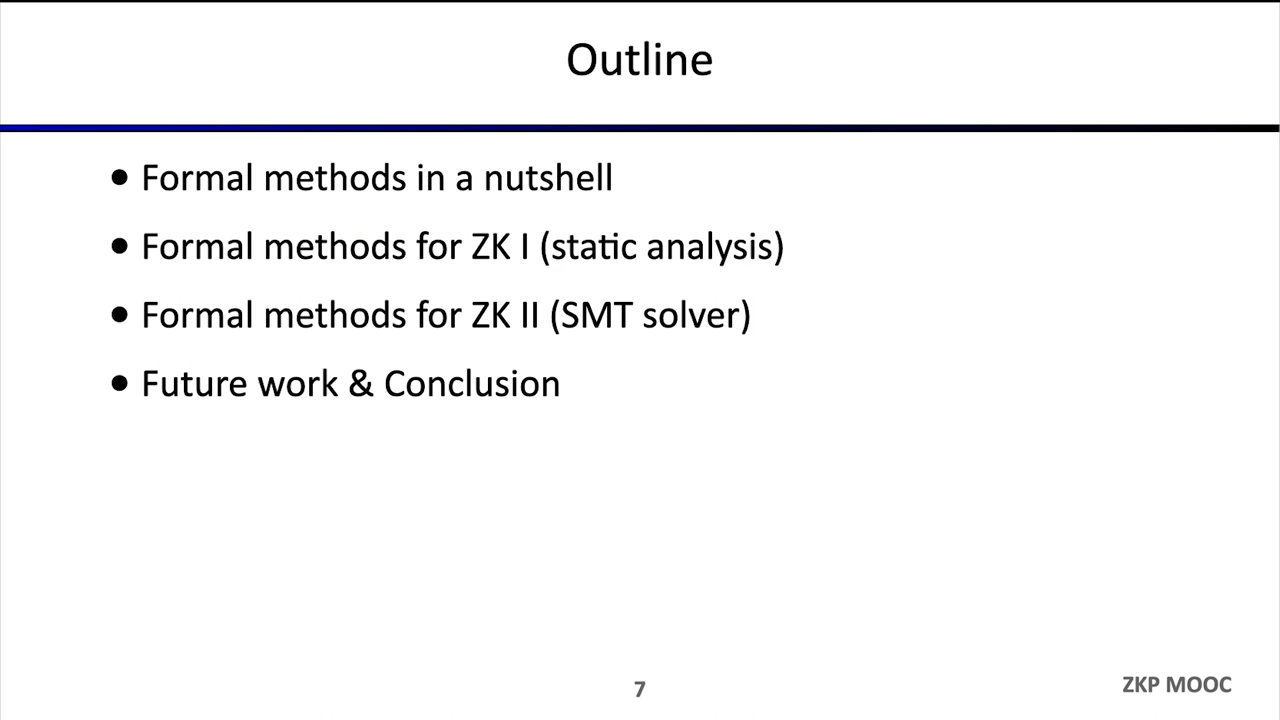 Outline
• Formal methods in a nutshell
• Formal methods for ZK I (static analysis)
• Formal methods for ZK II (SMT solver)
• Future work & Conclusion
7
ZKP MOOC